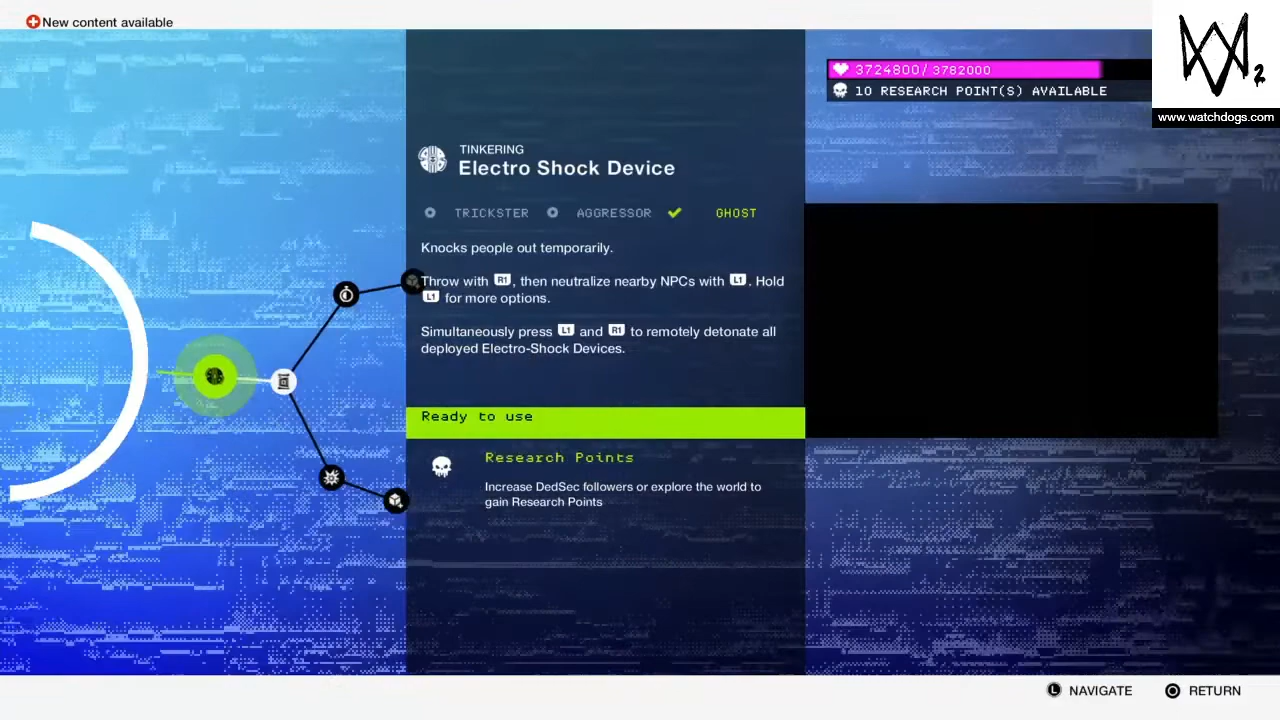 New content available
3724800/ 3782000
10 RESEARCH POINT(S) AVAILABLE
2
www.watchdogs.com
TINKERING
Electro Shock Device
TRICKSTER AGGRESSOR GHOST
Knocks people out temporarily.
Throw with R1, then neutralize nearby NPCs with L1. Hold
L1 for more options.
Simultaneously press L1 and R1 to remotely detonate all
deployed Electro-Shock Devices.
Ready to use
Research Points
Increase DedSec followers or explore the world to
gain Research Points
L NAVIGATE RETURN